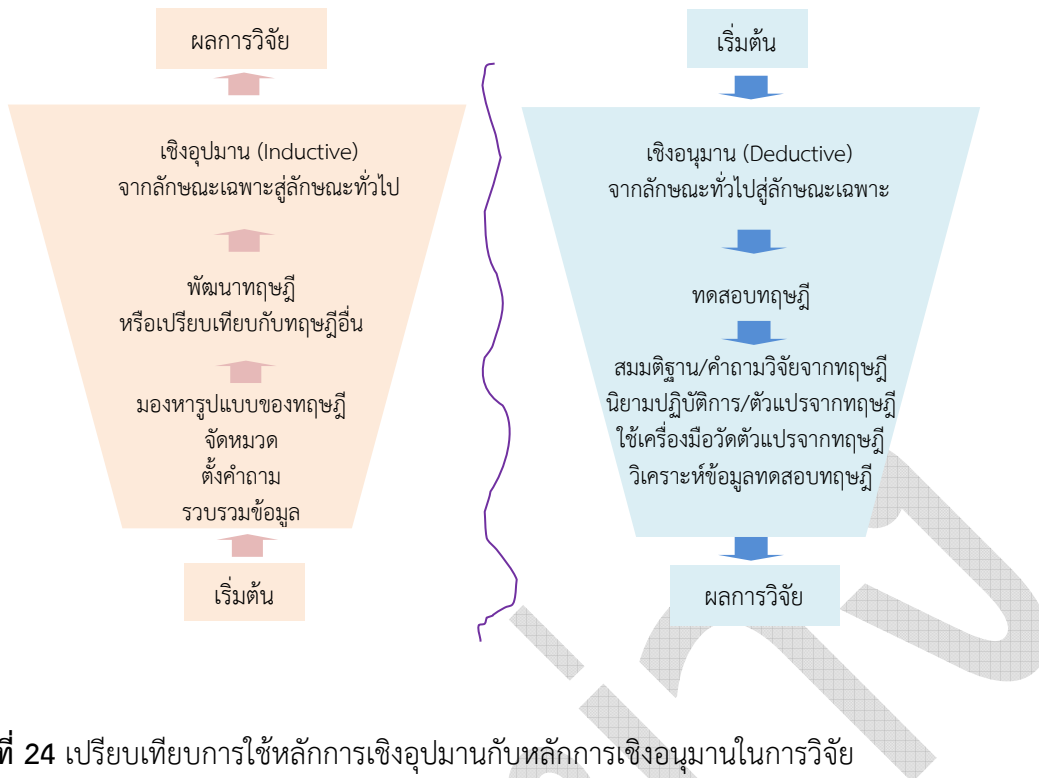 ผลการวิจัย
เชิงอุปมาน (Inductive)
จากลักษณะเฉพาะสู่ลักษณะทั่วไป
พัฒนาทฤษฎี
หรือเปรียบเทียบกับทฤษฎีอื่น
มองหารูปแบบของทฤษฎี
จัดหมวด
ตั้งคำถาม
รวบรวมข้อมูล
เริ่มต้น
เริ่มต้น
เชิงอนุมาน (Deductive)
จากลักษณะทั่วไปสู่ลักษณะเฉพาะ
ทดสอบทฤษฎี
สมมติฐาน/คำถามวิจัยจากทฤษฎี
นิยามปฏิบัติการ/ตัวแปรจากทฤษฎี
ใช้เครื่องมือวัดตัวแปรจากทฤษฎี
วิเคราะห์ข้อมูลทดสอบทฤษฎี
ผลการวิจัย
ที่ 24 เปรียบเทียบการใช้หลักการเชิงอุปมานกับหลักการเชิงอนุมานในการวิจัย